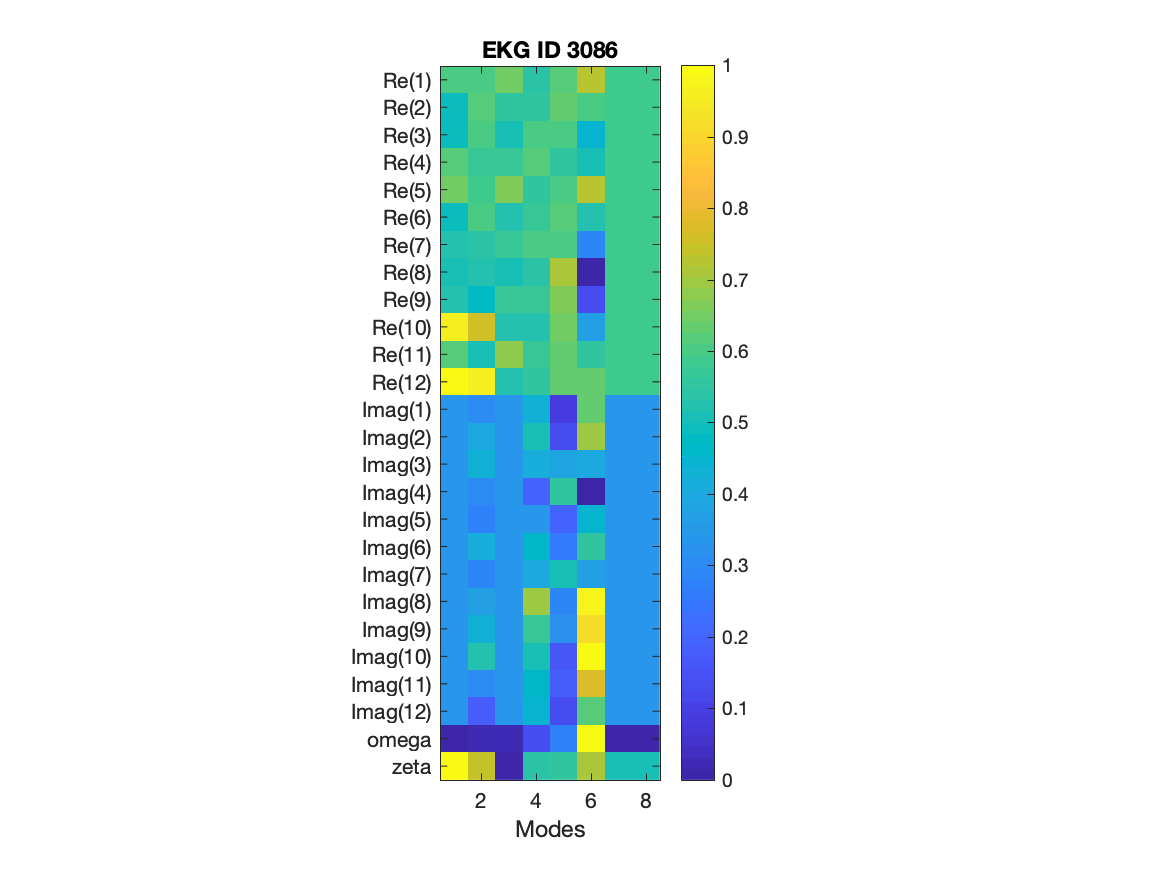 EKG ID 3086
Re(1)
Re(2)
Re(3)
Re(4)
Re(5)
Re(6)
Re(7)
Re(8)
Re(9)
Re(10)
Re(11)
Re(12)
Imag(1)
Imag(2)
Imag(3)
Imag(4)
Imag(5)
Imag(6)
Imag(7)
Imag(8)
Imag(9)
Imag(10)
Imag(11)
Imag(12)
omega
zeta
2 4 6 8
Modes
1
0.9
0.8
0.7
0.6
0.5
0.4
0.3
0.2
0.1
0